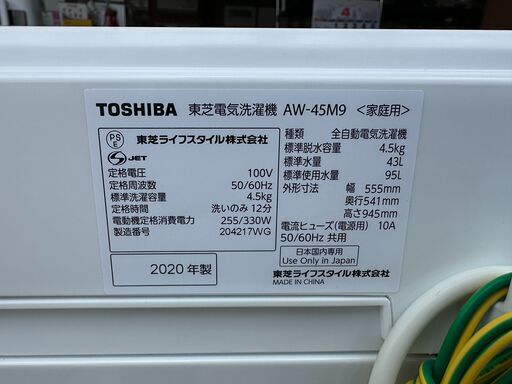 TOSHIBA 東芝電気洗濯機 AW-45M9 <家庭用>
PS E
東芝ライフスタイル株式会社
S JET
定格電圧 100V
定格周波数 50/60Hz
標準洗濯容量 4.5kg
定格時間 洗いのみ 12分
電動機定格消費電力 255/330W
製造番号 204217WG
2020年製
種類 全自動電気洗濯機
標準脱水容量 4.5kg
標準水量 43L
標準使用水量 95L
外形寸法 幅 555mm
奥行541mm
高さ945mm
電流ヒューズ(電源用) 10A
50/60Hz 共用
日本国内専用
Use Only in Japan
東芝ライフスタイル株式会社
MADE IN CHINA